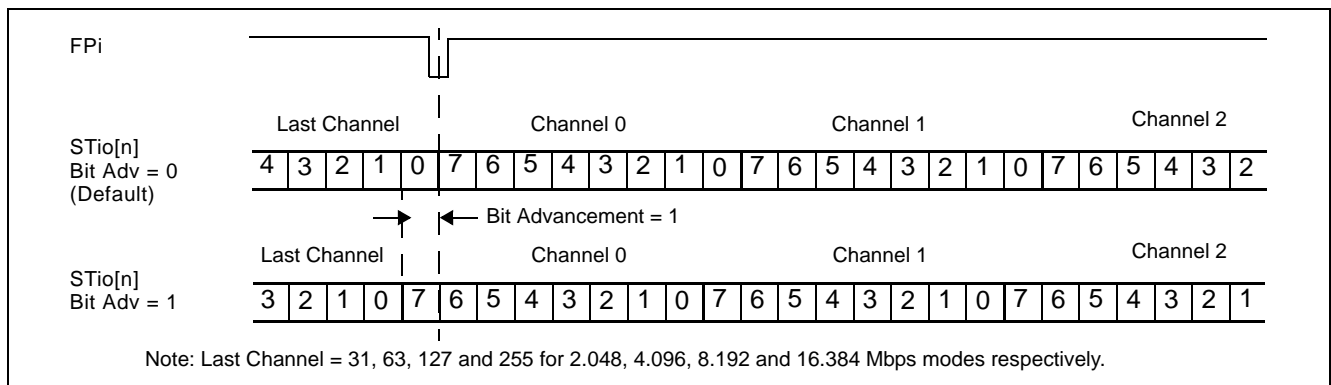 FPi
Last Channel Channel 0 Channel 1 Channel 2
STio[n]
Bit Adv = 0
(Default)
4 3 2 1 0 7 6 5 4 3 2 1 0 7 6 5 4 3 2 1 0 7 6 5 4 3 2
Bit Advancement = 1
Last Channel Channel 0 Channel 1 Channel 2
STio[n]
Bit Adv = 1
3 2 1 0 7 6 5 4 3 2 1 0 7 6 5 4 3 2 1 0 7 6 5 4 3 2 1
Note: Last Channel = 31, 63, 127 and 255 for 2.048, 4.096, 8.192 and 16.384 Mbps modes respectively.